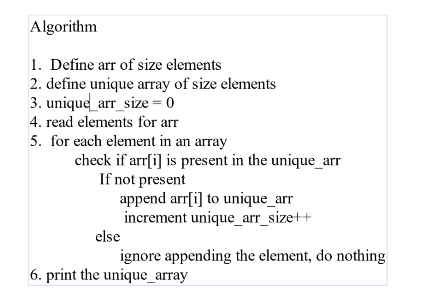 Algorithm
1. Define arr of size elements
2. define unique array of size elements
3. unique_arr_size = 0
4. read elements for arr
5. for each element in an array
check if arr[i] is present in the unique_arr
If not present
append arr[i] to unique_arr
increment unique_arr_size++
else
ignore appending the element, do nothing
6. print the unique_array